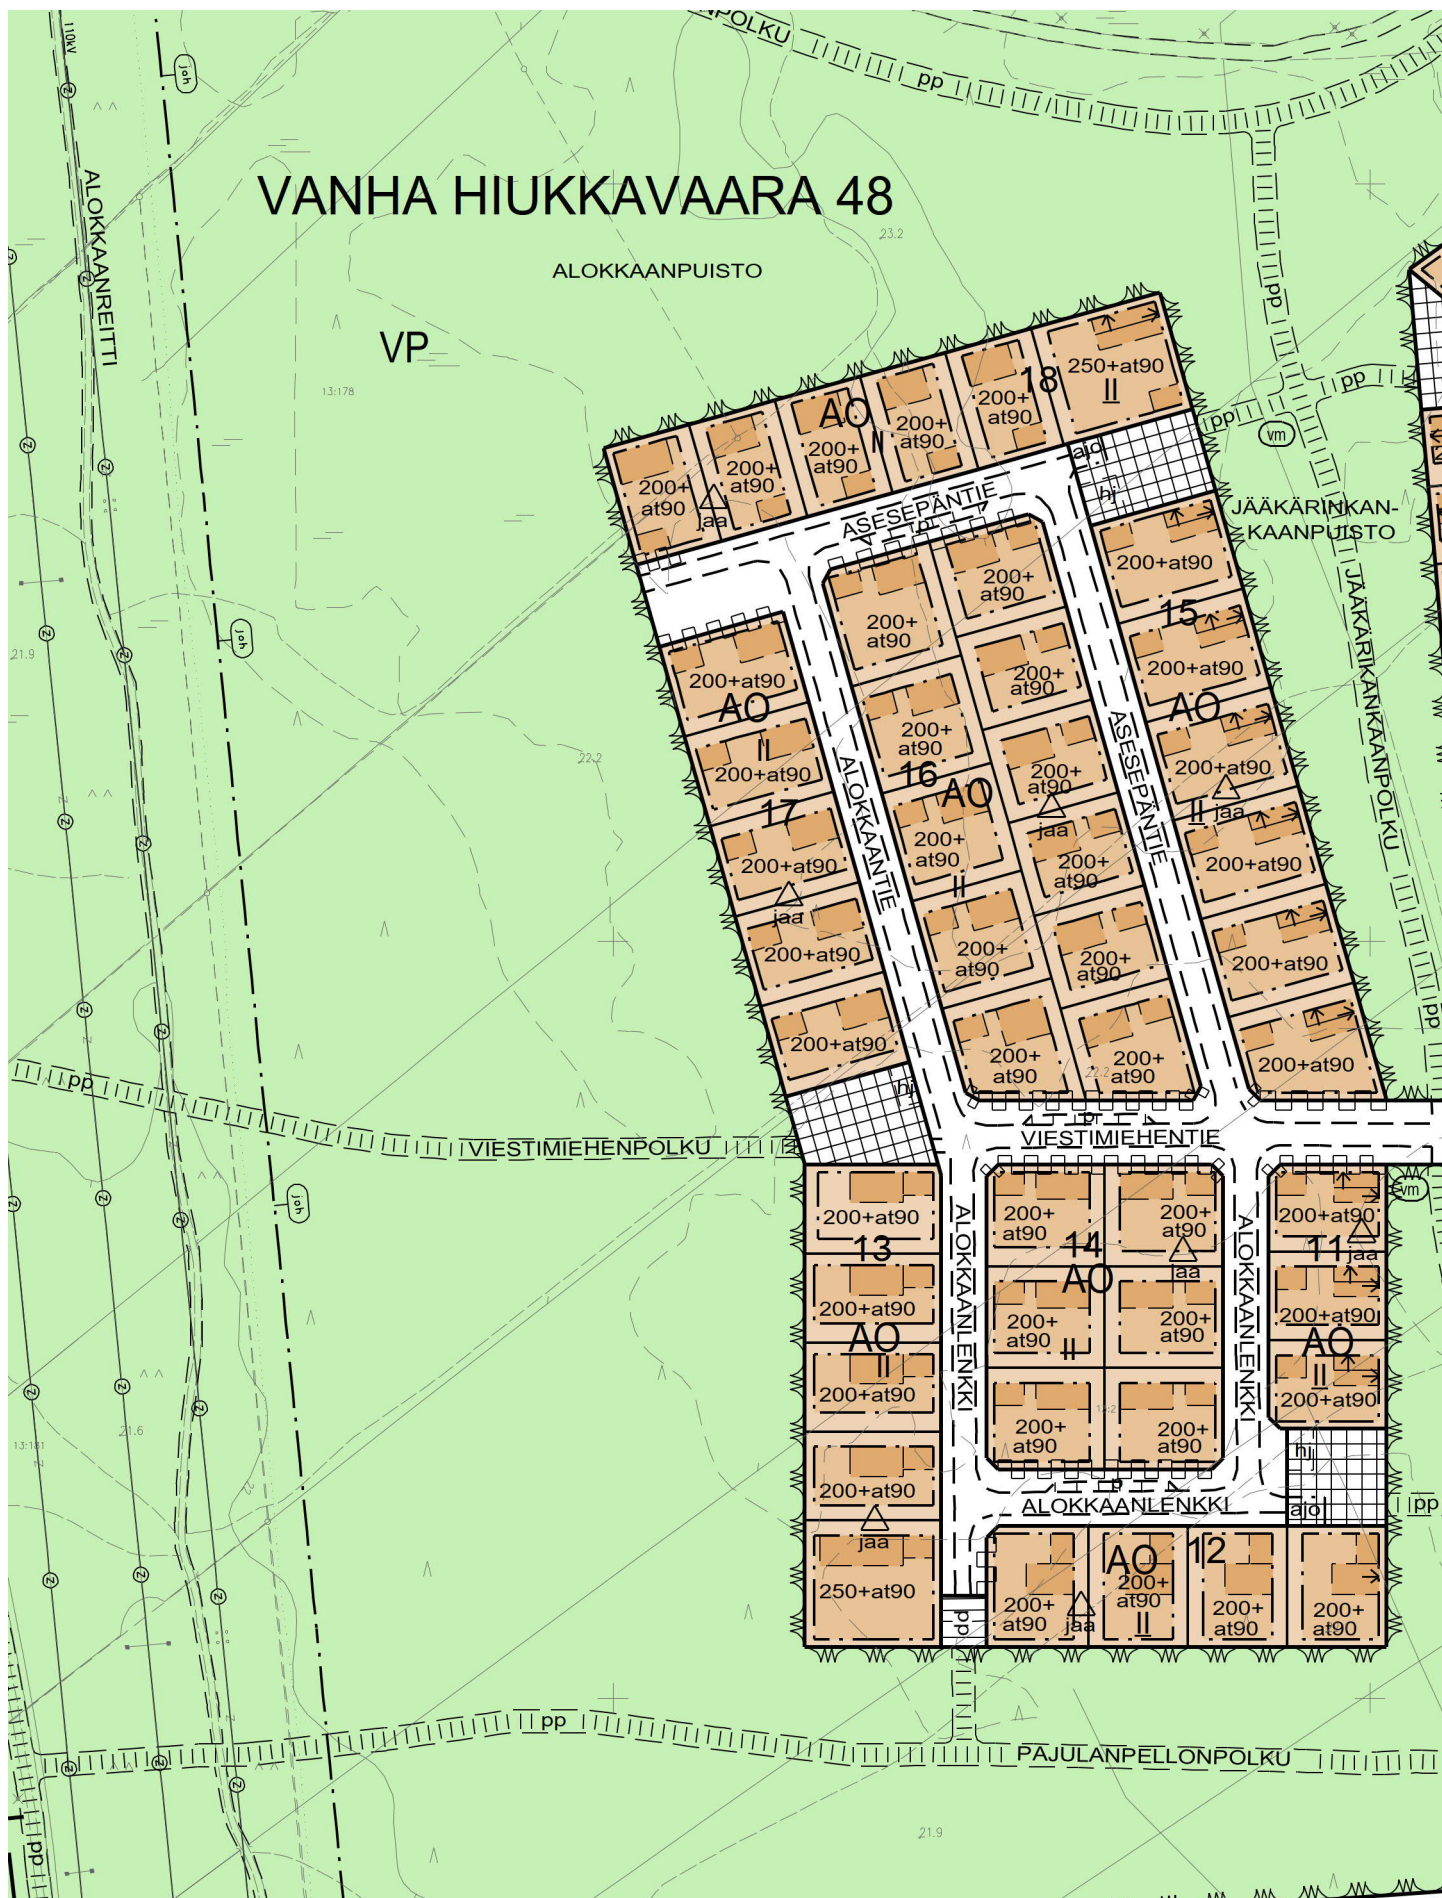 NPOLKU
pp
110kV
joh
ALOKKAANREITTI
VANHA HIUKKAVAARA 48
23.2
ALOKKAANPUISTO
VP
13:178
pp
pp
pp
vm
JÄÄKÄRINKAN-
KAANPUISTO
JÄÄKÄRIKANKAANPOLKU
pp
18
250+at90
II
AO
II
200+
at90
200+
at90
200+
at90
200+
at90
200+
at90
jaa
ajo
hj
ASESEPÄNTIE
p
200+at90
15
200+at90
AO
200+at90
II
jaa
200+at90
200+at90
200+at90
ASESEPÄNTIE
200+
at90
200+
at90
200+
at90
200+
at90
16
AO
200+
at90
jaa
200+
at90
II
200+
at90
200+
at90
200+
at90
200+
at90
200+
at90
22.2
200+at90
AO
II
200+at90
17
200+at90
jaa
200+at90
200+at90
ALOKKAANTIE
joh
21.9
22.2
hj
pp
VIESTIMIEHENPOLKU
p
VIESTIMIEHENTIE
joh
vm
200+at90
13
200+at90
AO
II
200+at90
200+at90
jaa
250+at90
ALOKKAANLENKKI
200+
at90
200+
at90
14
jaa
AO
200+
at90
200+
at90
II
200+
at90
200+
at90
ALOKKAANLENKKI
200+at90
11
jaa
200+at90
AO
II
200+at90
hj
ajo
pp
p
ALOKKAANLENKKI
AO
12
200+
at90
jaa
200+
at90
II
200+
at90
200+
at90
pp
21.6
13:181
22
pp
PAJULANPELLONPOLKU
pp
21.9